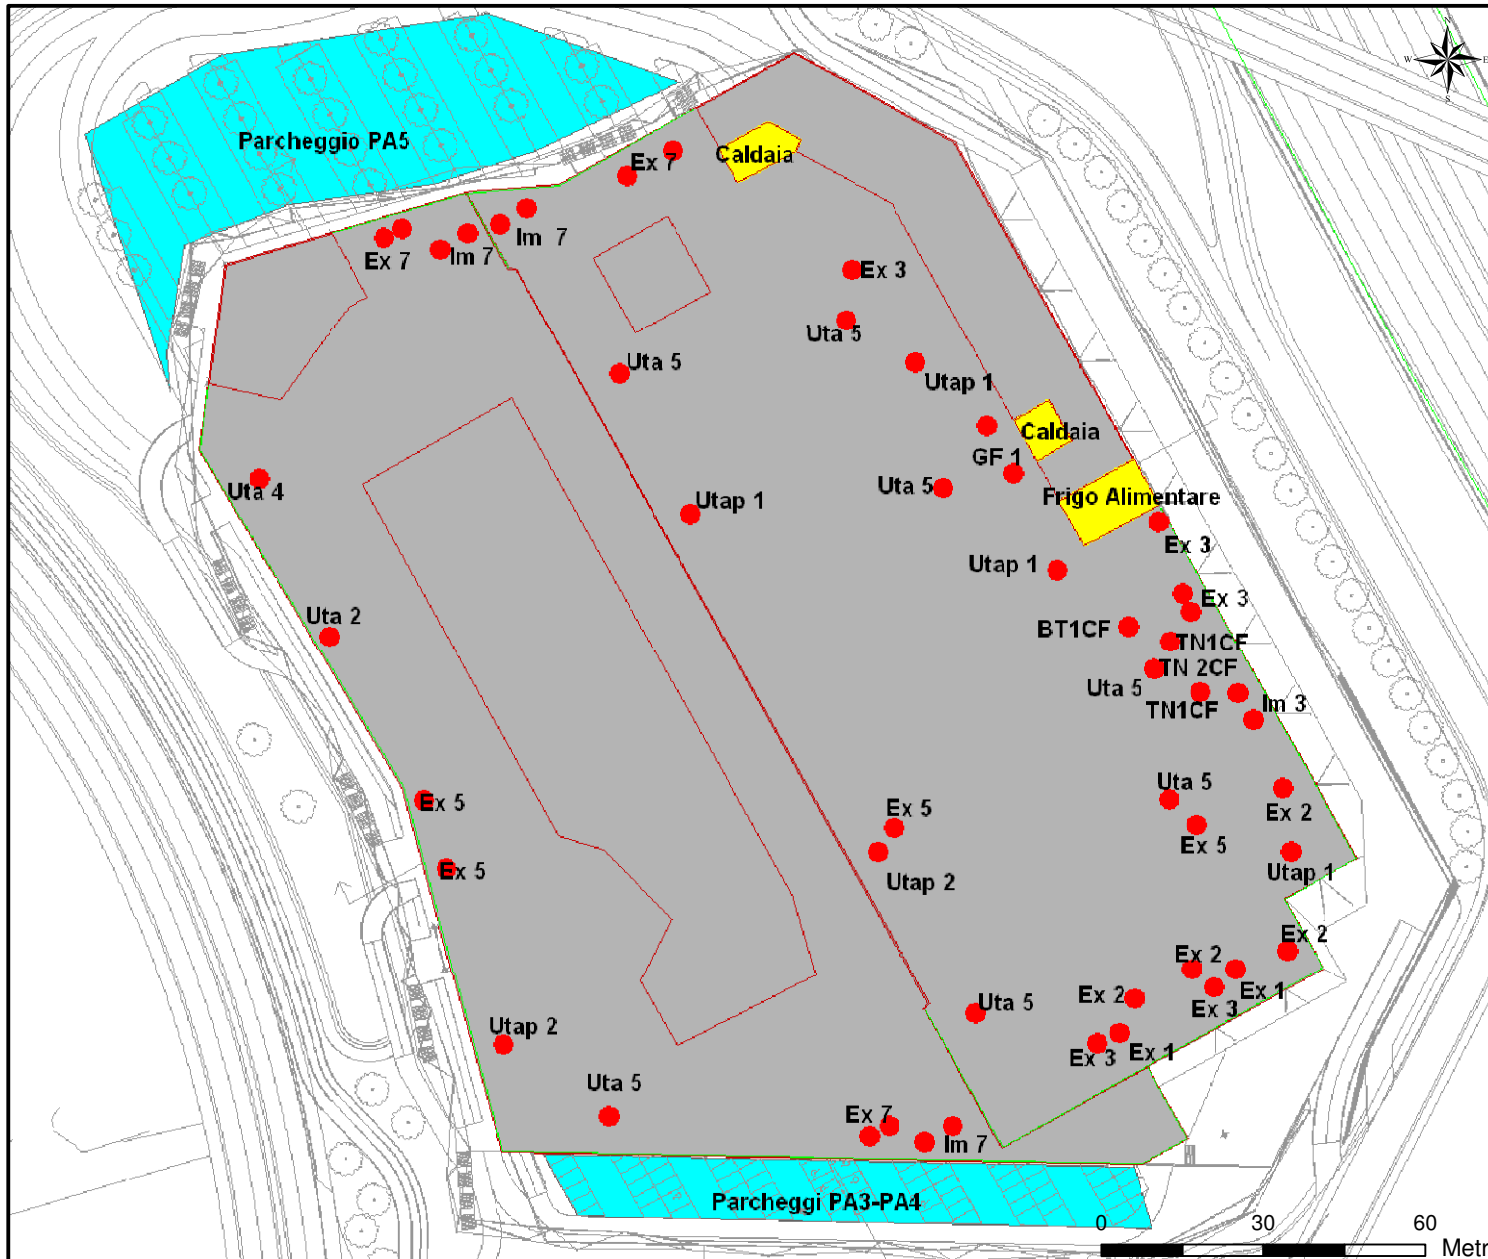 N
W
E
S
Parcheggio PA5
Caldaia
Ex 7
Im 7
Ex 7
Im 7
Ex 3
Uta 5
Uta 5
Utap 1
Caldaia
GF 1
Uta 4
Uta 5
Frigo Alimentare
Utap 1
Ex 3
Utap 1
Ex 3
Uta 2
BT1CF
TN1CF
TN 2CF
Uta 5
TN1CF
Im 3
Ex 5
Uta 5
Ex 2
Ex 5
Ex 5
Ex 5
Utap 2
Utap 1
Ex 2
Ex 2
Ex 1
Ex 2
Ex 3
Uta 5
Utap 2
Ex 3
Ex 1
Uta 5
Ex 7
Im 7
Parcheggi PA3-PA4
0 30 60
Metr